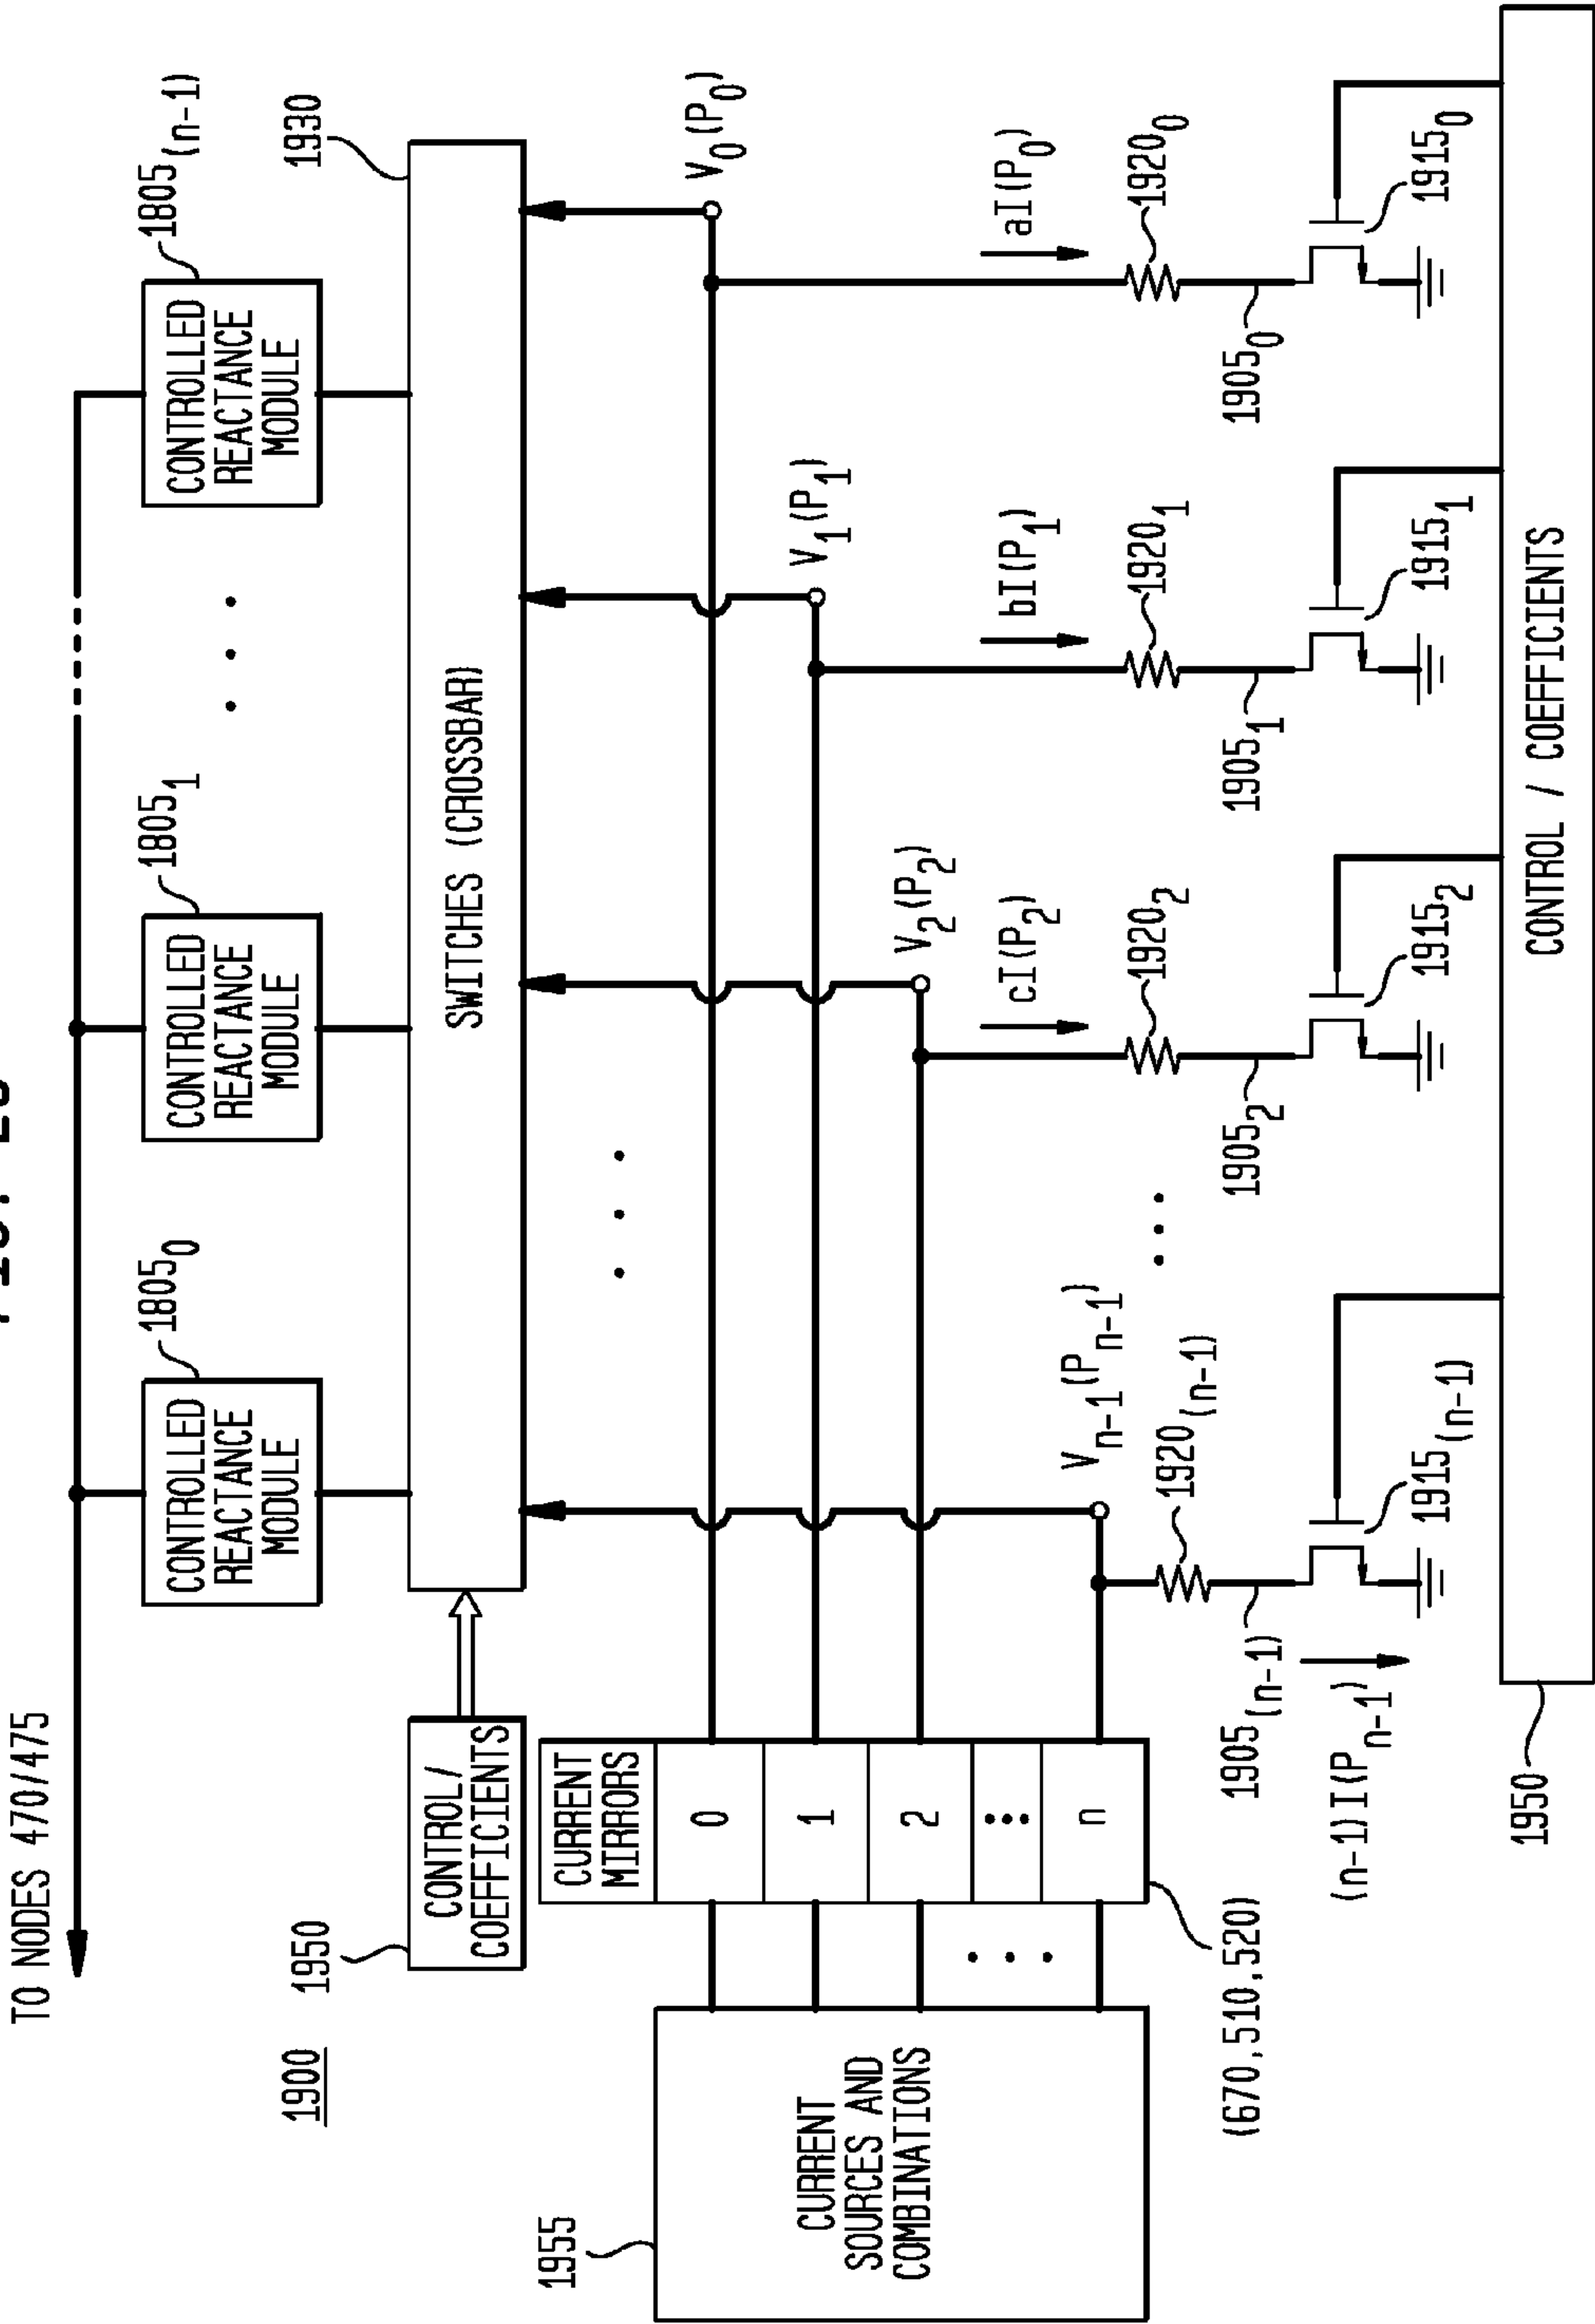 TO NODES 470/475
1805₀
1805₁
1805₍ₙ₋₁₎
CONTROLLED
REACTANCE
MODULE
CONTROLLED
REACTANCE
MODULE
• • •
CONTROLLED
REACTANCE
MODULE
1900
1950
1930
CONTROL/
COEFFICIENTS
SWITCHES (CROSSBAR)
1955
CURRENT
SOURCES AND
COMBINATIONS
CURRENT
MIRRORS
0
1
2
n
(670,510,520)
V₀(P₀)
V₁(P₁)
V₂(P₂)
Vₙ₋₁(Pₙ₋₁)
cI(P₂)
bI(P₁)
aI(P₀)
1920₍ₙ₋₁₎
1920₂
1920₁
1920₀
1905₍ₙ₋₁₎
1905₂
1905₁
1905₀
(n-1)I(Pₙ₋₁)
1915₍ₙ₋₁₎
1915₂
1915₁
1915₀
1950
CONTROL / COEFFICIENTS